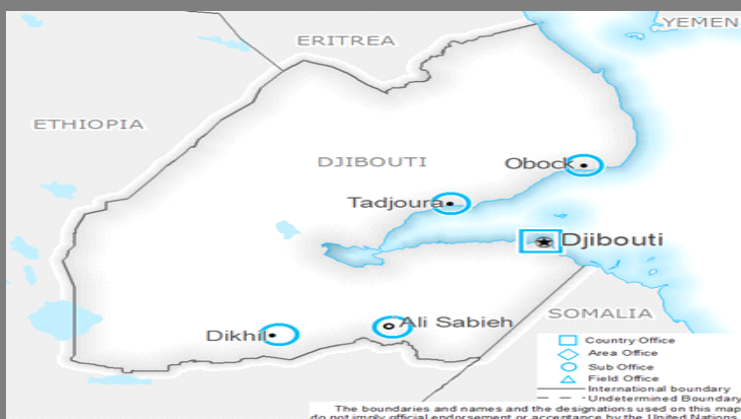 YEMEN
ERITREA
ETHIOPIA
DJIBOUTI
Obock
Tadjoura
Djibouti
SOMALIA
Ali Sabieh
Dikhil
Country Office
Area Office
Sub Office
Field Office
International boundary
Undetermined Boundary
The boundaries and names and the designations used on this map
do not imply official endorsement or acceptance by the United Nations